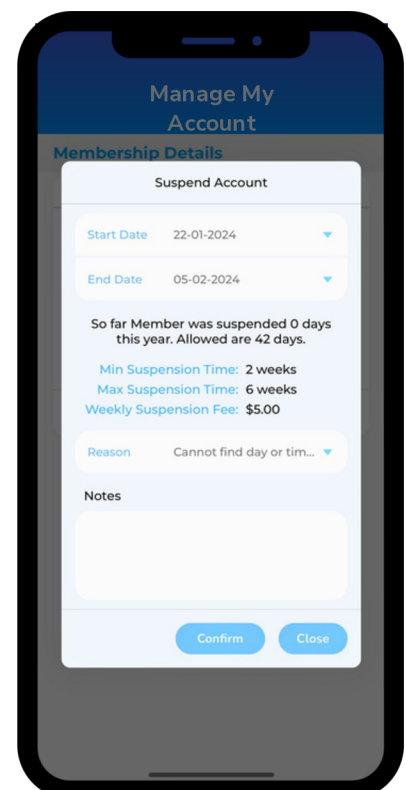 Manage My
Account
Membership Details
Suspend Account
Start Date 22-01-2024
End Date 05-02-2024
So far Member was suspended 0 days
this year. Allowed are 42 days.
Min Suspension Time: 2 weeks
Max Suspension Time: 6 weeks
Weekly Suspension Fee: $5.00
Reason Cannot find day or tim...
Notes
Confirm Close